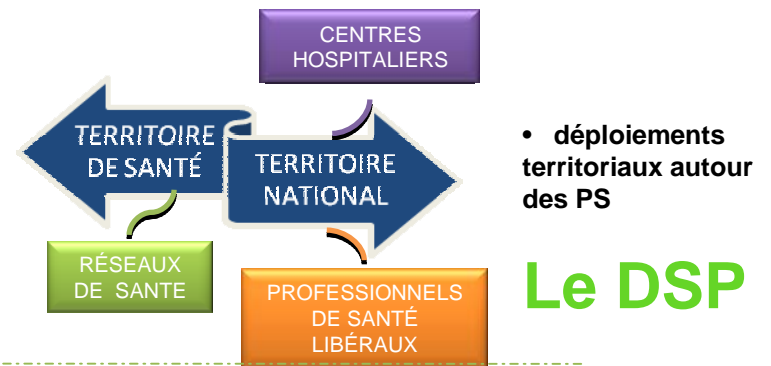 CENTRES
HOSPITALIERS
TERRITOIRE
DE SANTÉ
TERRITOIRE
NATIONAL
RÉSEAUX
DE SANTE
PROFESSIONNELS
DE SANTÉ
LIBÉRAUX
• déploiements
territoriaux autour
des PS
Le DSP